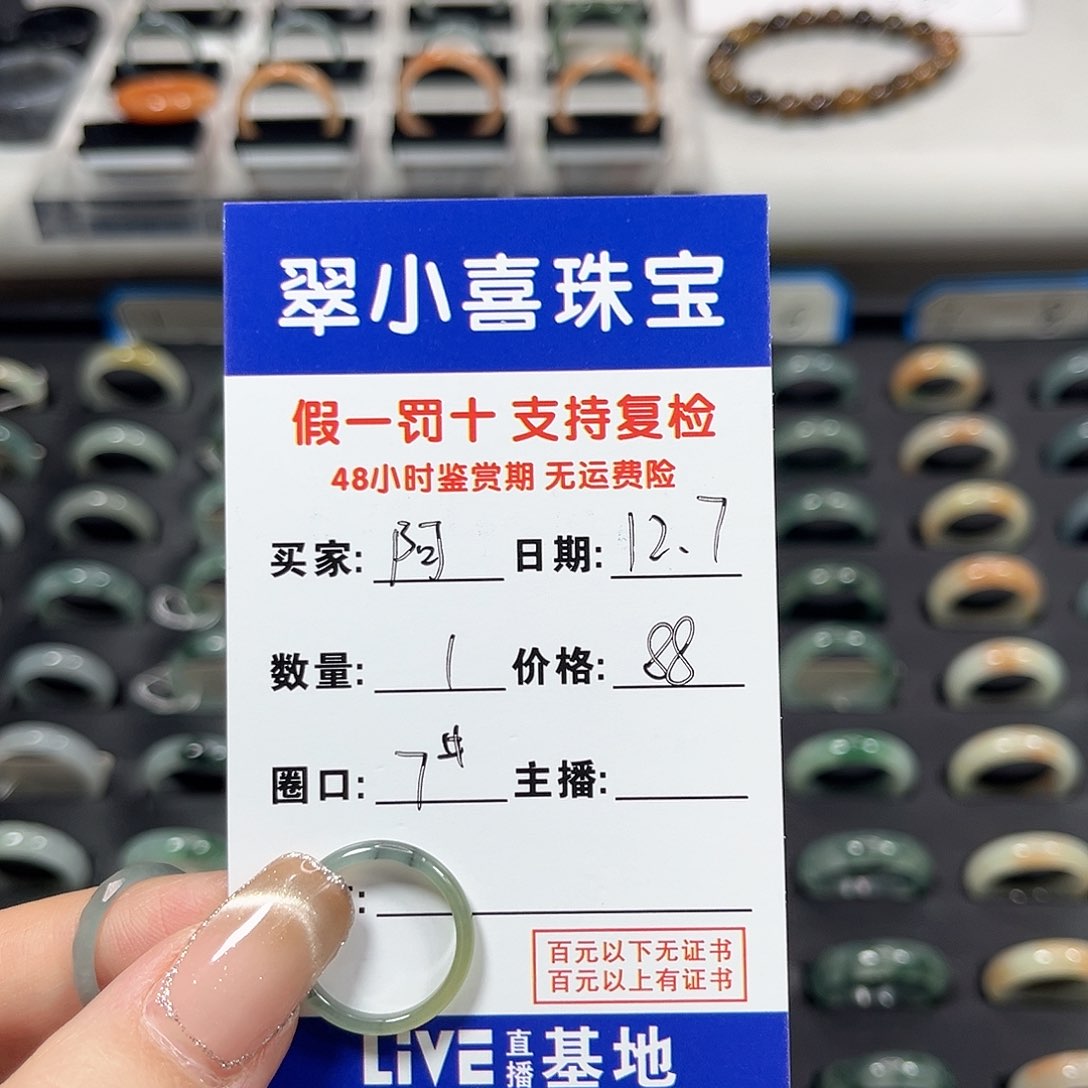 翠小喜珠宝
假一罚十 支持复检
48小时鉴赏期 无运费险
买家: 阿 日期: 12.7
数量: 1 价格: 88
圈口: 7# 主播:
:
百元以下无证书
百元以上有证书
LiVE 直播 基地